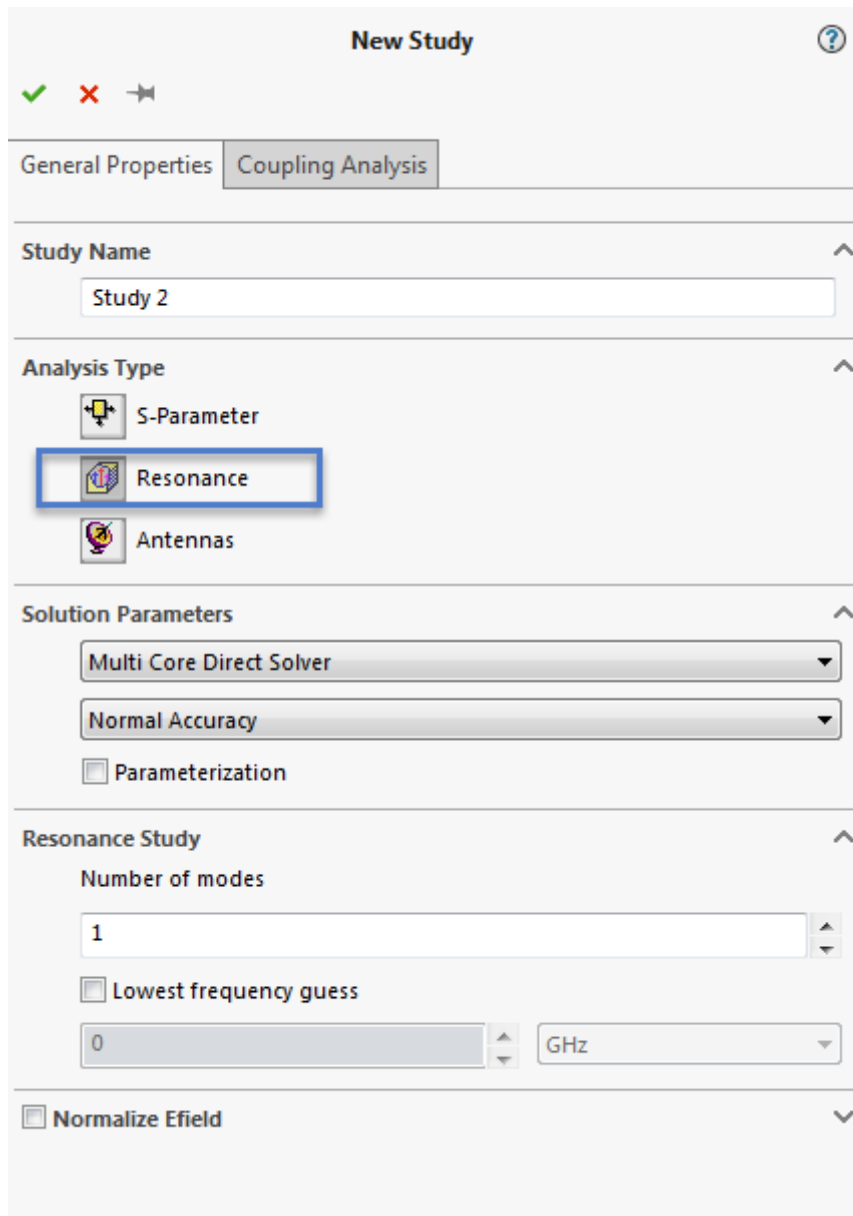 New Study
General Properties Coupling Analysis
Study Name
Study 2
Analysis Type
S-Parameter
Resonance
Antennas
Solution Parameters
Multi Core Direct Solver
Normal Accuracy
Parameterization
Resonance Study
Number of modes
1
Lowest frequency guess
0 GHz
Normalize Efield